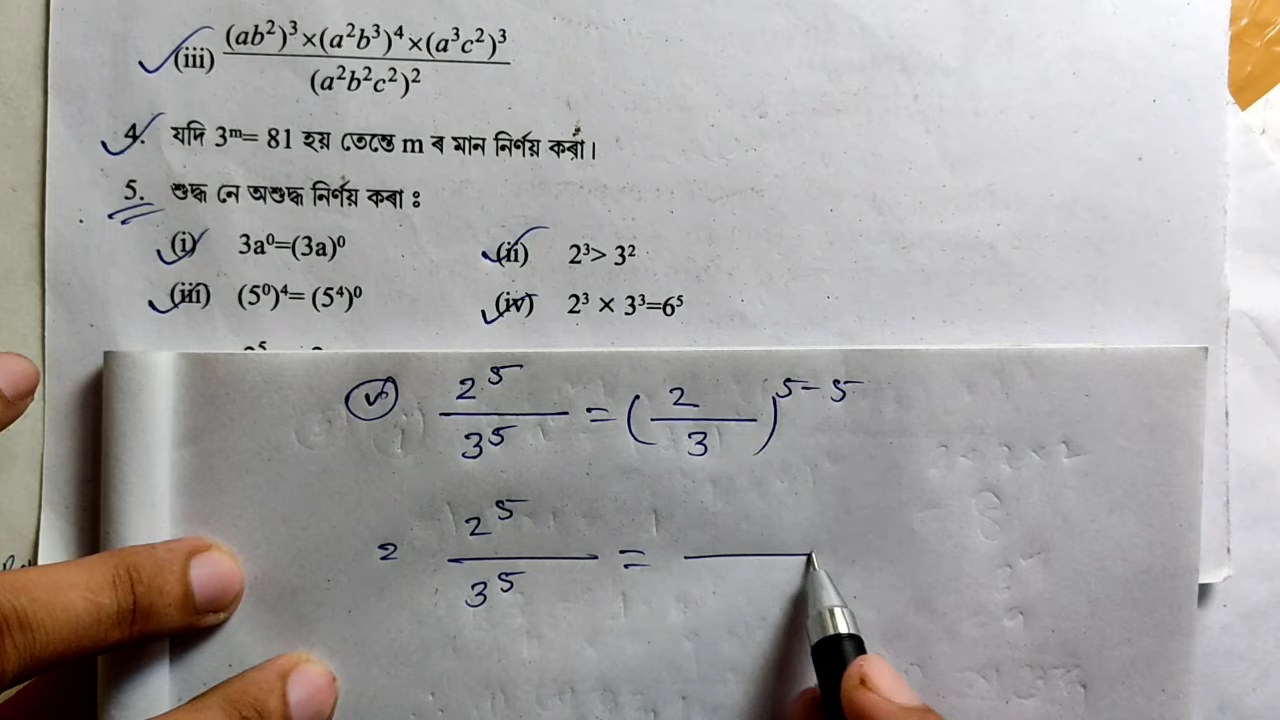 (iii) (ab²)³×(a²b³)⁴×(a³c²)³ / (a²b²c²)²
4. যদি 3ᵐ= 81 হয় তেন্তে m ৰ মান নিৰ্ণয় কৰাঁ।
5. শুদ্ধ নে অশুদ্ধ নিৰ্ণয় কৰা ঃ
(i) 3a⁰=(3a)⁰ (ii) 2³> 3²
(iii) (5⁰)⁴= (5⁴)⁰ (iv) 2³ × 3³=6⁵
(v) 2⁵ / 3⁵ = (2 / 3)⁵⁻⁵
2⁵ / 3⁵ =